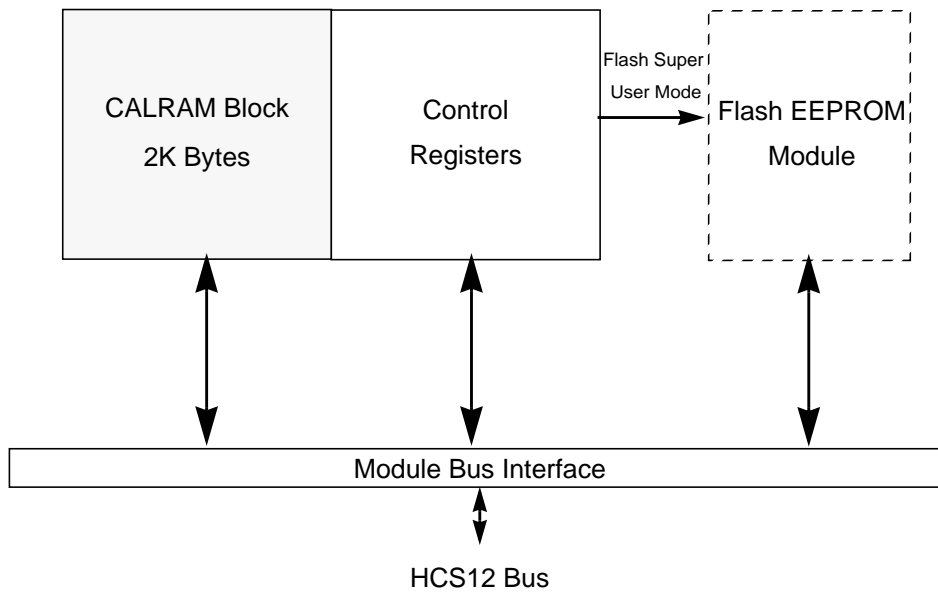 CALRAM Block
2K Bytes
Control
Registers
Flash Super
User Mode
Flash EEPROM
Module
Module Bus Interface
HCS12 Bus